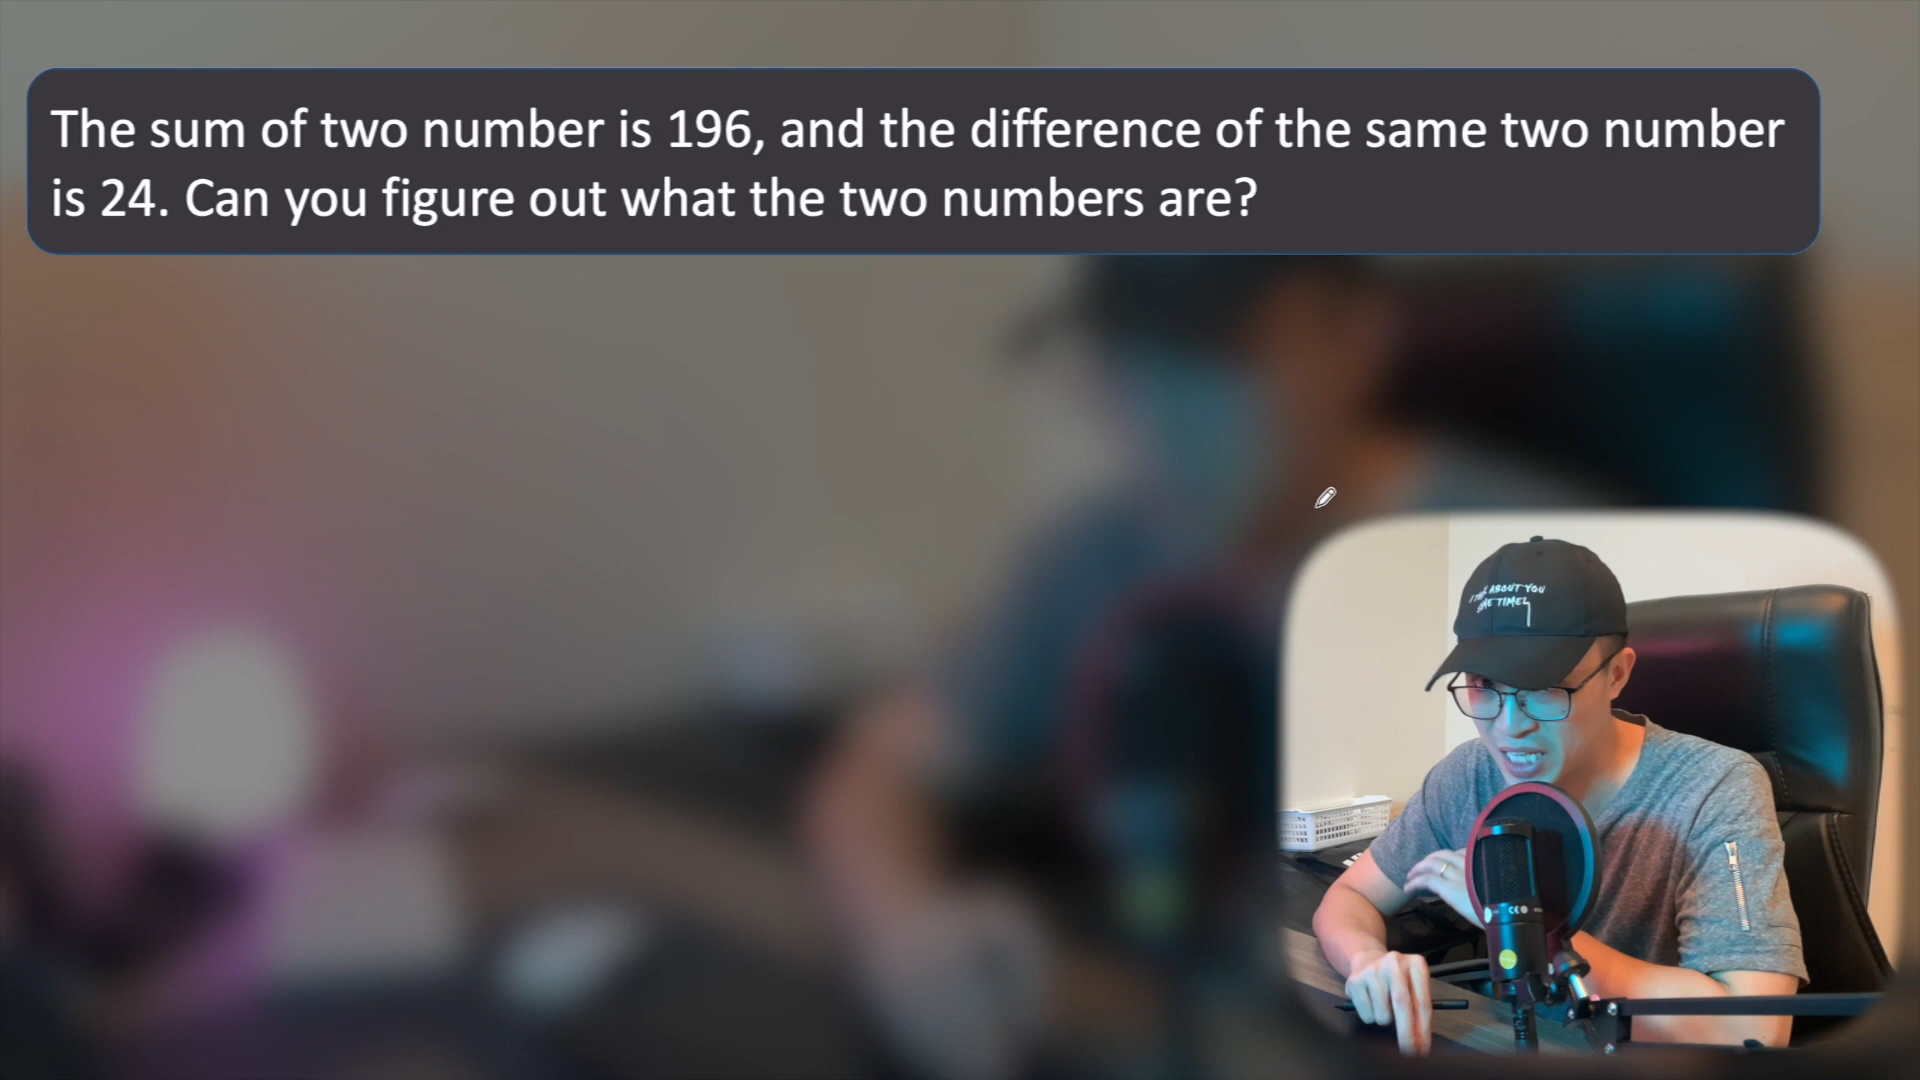 The sum of two number is 196, and the difference of the same two number
is 24. Can you figure out what the two numbers are?
ABOUT YOU